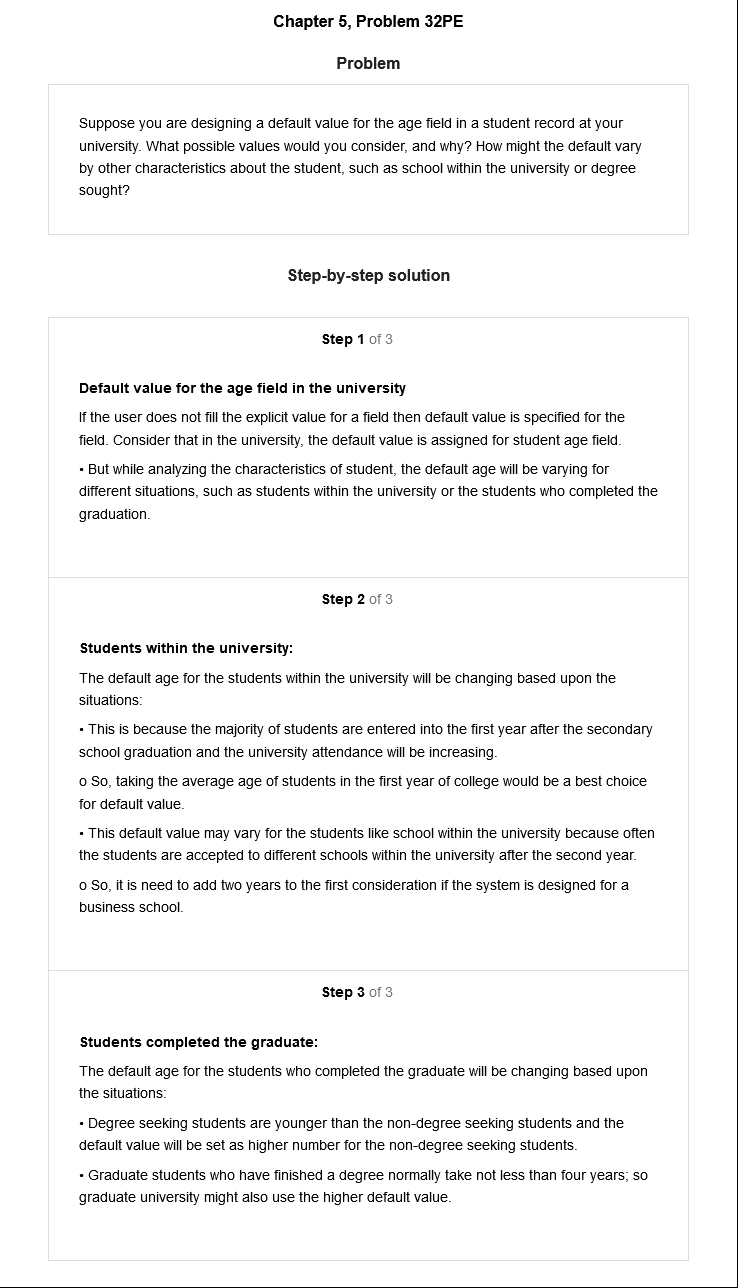 Chapter 5, Problem 32PE
Problem
Suppose you are designing a default value for the age field in a student record at your
university. What possible values would you consider, and why? How might the default vary
by other characteristics about the student, such as school within the university or degree
sought?
Step-by-step solution
Step 1 of 3
Default value for the age field in the university
If the user does not fill the explicit value for a field then default value is specified for the
field. Consider that in the university, the default value is assigned for student age field.
• But while analyzing the characteristics of student, the default age will be varying for
different situations, such as students within the university or the students who completed the
graduation.
Step 2 of 3
Students within the university:
The default age for the students within the university will be changing based upon the
situations:
• This is because the majority of students are entered into the first year after the secondary
school graduation and the university attendance will be increasing.
o So, taking the average age of students in the first year of college would be a best choice
for default value.
• This default value may vary for the students like school within the university because often
the students are accepted to different schools within the university after the second year.
o So, it is need to add two years to the first consideration if the system is designed for a
business school.
Step 3 of 3
Students completed the graduate:
The default age for the students who completed the graduate will be changing based upon
the situations:
• Degree seeking students are younger than the non-degree seeking students and the
default value will be set as higher number for the non-degree seeking students.
• Graduate students who have finished a degree normally take not less than four years; so
graduate university might also use the higher default value.